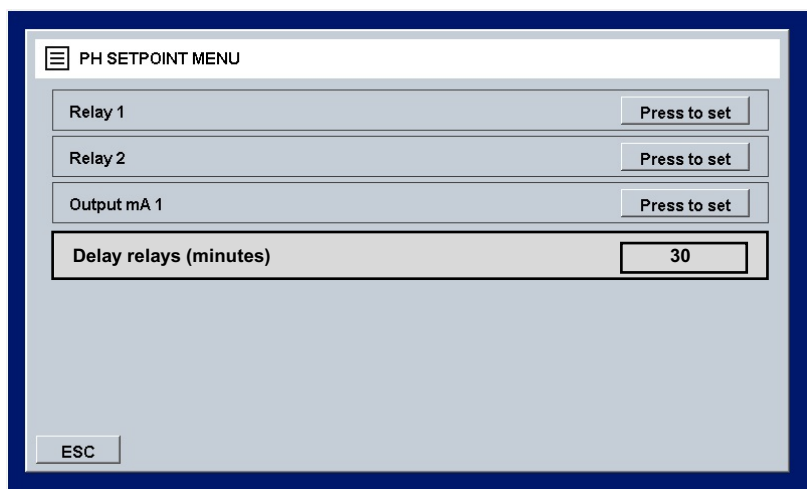 PH SETPOINT MENU
Relay 1 Press to set
Relay 2 Press to set
Output mA 1 Press to set
Delay relays (minutes) 30
ESC